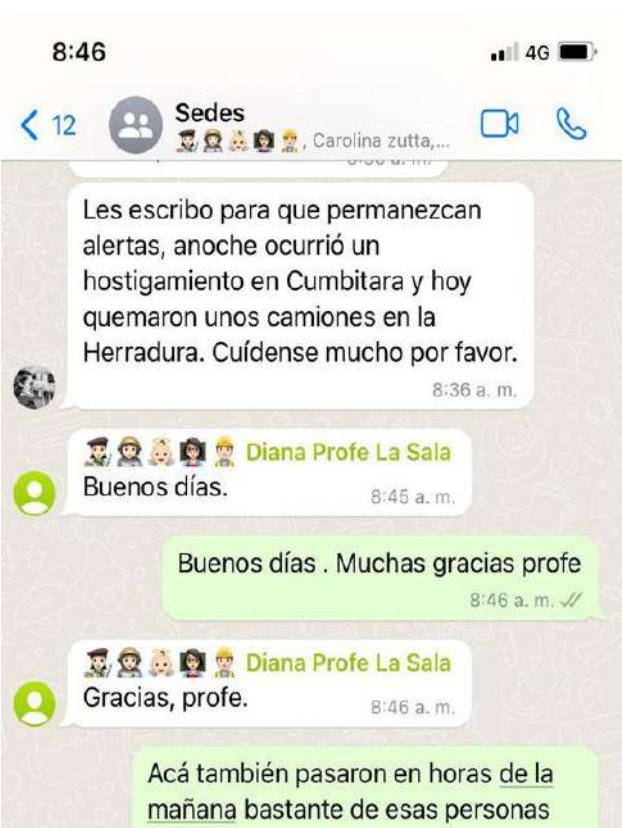 8:46
4G
12
Sedes
, Carolina zutta,...
Les escribo para que permanezcan
alertas, anoche ocurrió un
hostigamiento en Cumbitara y hoy
quemaron unos camiones en la
Herradura. Cuídense mucho por favor.
8:36 a. m.
Diana Profe La Sala
Buenos días.
8:45 a. m.
Buenos días . Muchas gracias profe
8:46 a. m.
Diana Profe La Sala
Gracias, profe.
8:46 a. m.
Acá también pasaron en horas de la
mañana bastante de esas personas